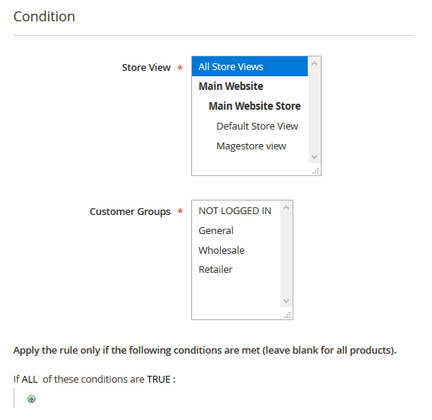 Condition
Store View *
All Store Views
Main Website
Main Website Store
Default Store View
Magestore view
Customer Groups *
NOT LOGGED IN
General
Wholesale
Retailer
Apply the rule only if the following conditions are met (leave blank for all products).
If ALL of these conditions are TRUE :